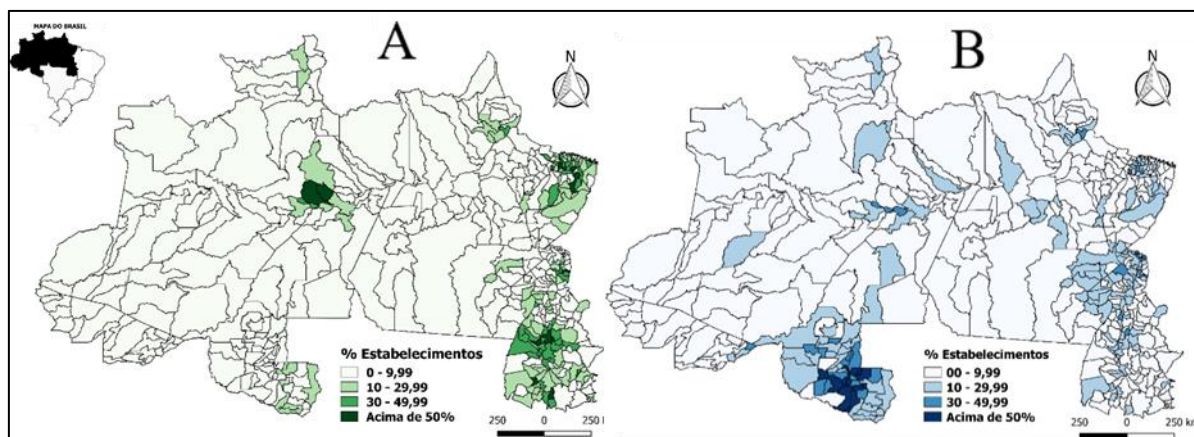 MAPA DO BRASIL
A
N
% Estabelecimentos
0 - 9,99
10 - 29,99
30 - 49,99
Acima de 50%
250 0 250
B
N
% Estabelecimentos
00 - 9,99
10 - 29,99
30 - 49,99
Acima de 50%
250 0 250 km